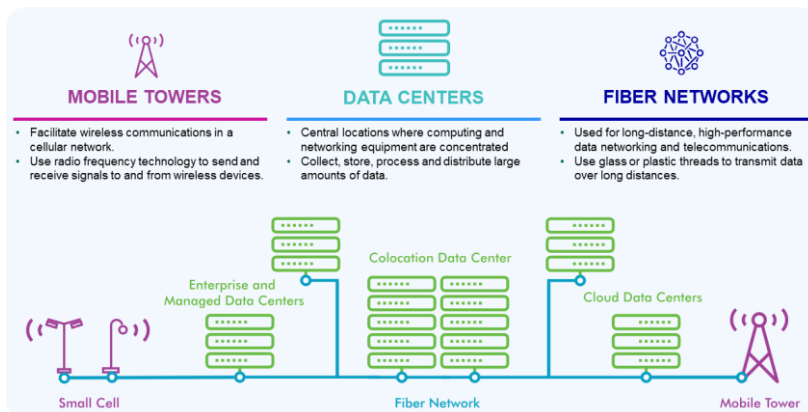 MOBILE TOWERS
• Facilitate wireless communications in a
cellular network.
• Use radio frequency technology to send and
receive signals to and from wireless devices.
DATA CENTERS
• Central locations where computing and
networking equipment are concentrated
• Collect, store, process and distribute large
amounts of data.
FIBER NETWORKS
• Used for long-distance, high-performance
data networking and telecommunications.
• Use glass or plastic threads to transmit data
over long distances.
Enterprise and
Managed Data Centers
Colocation Data Center
Cloud Data Centers
Small Cell
Fiber Network
Mobile Tower